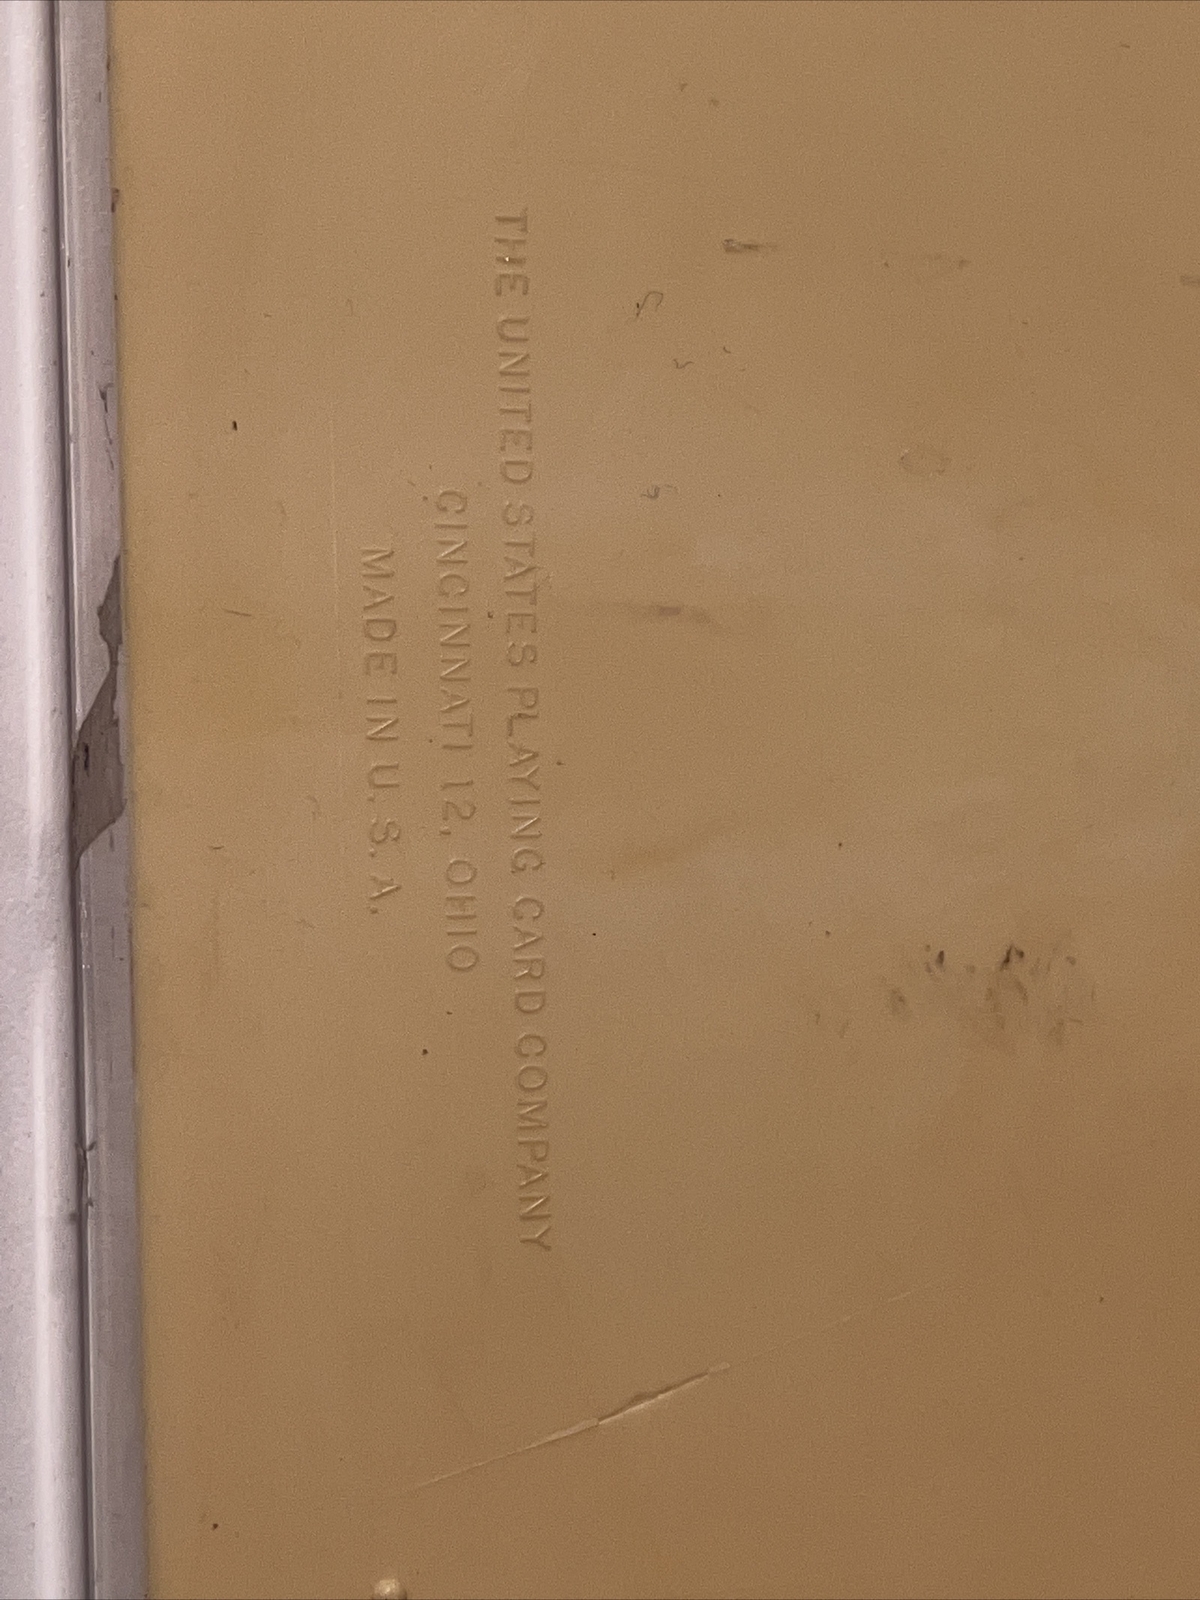 THE UNITED STATES PLAYING CARD COMPANY
CINCINNATI 12, OHIO
MADE IN U.S.A.